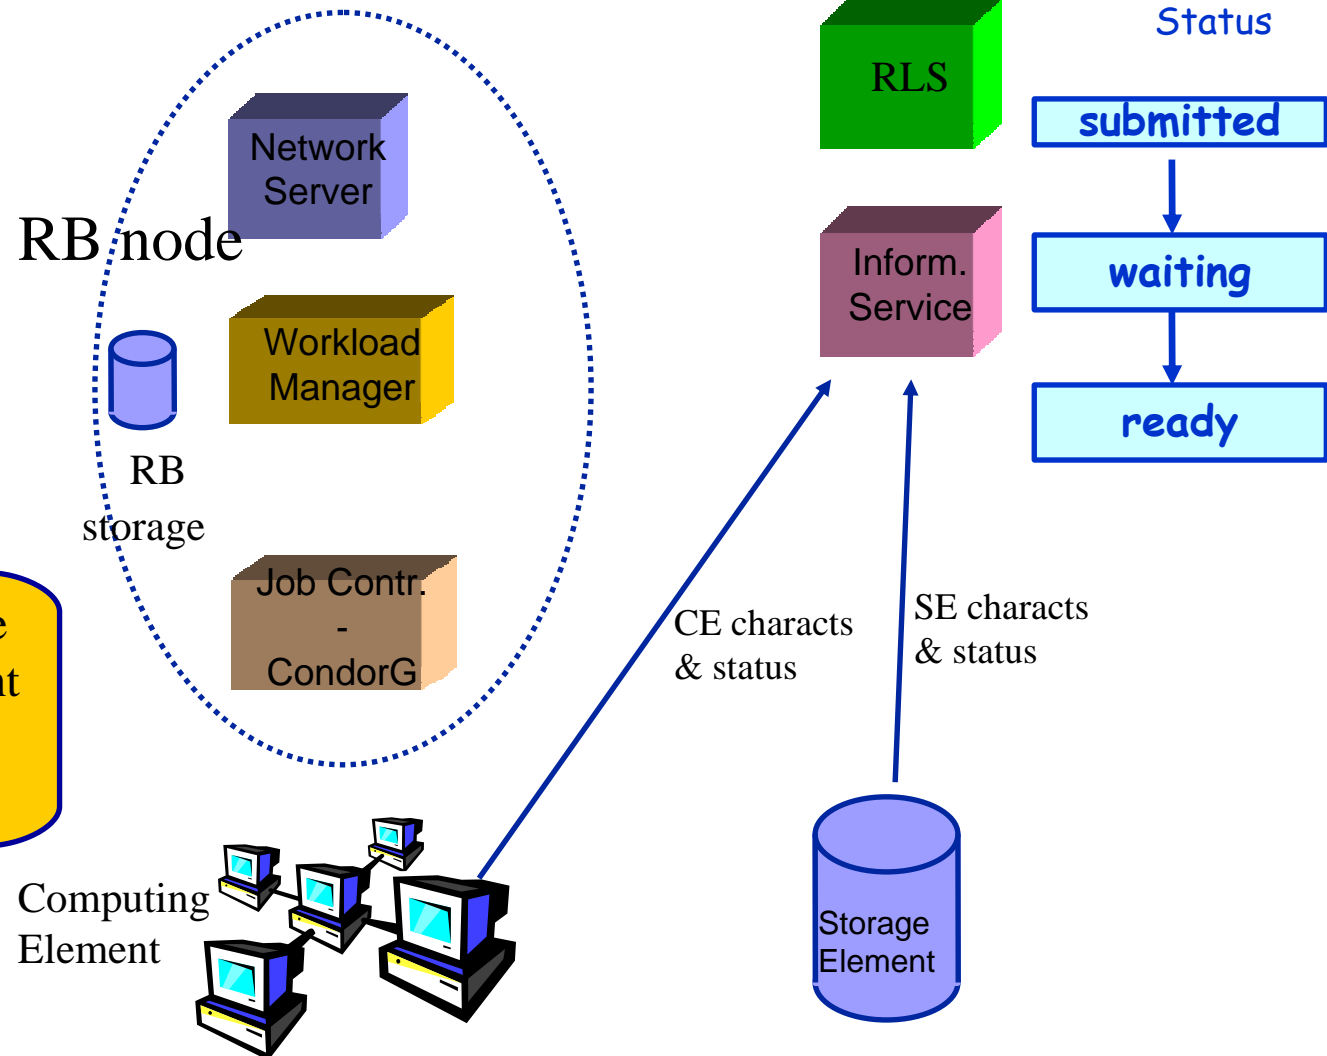 Status
RLS
submitted
Network
Server
RB node
Inform.
Service
waiting
Workload
Manager
ready
RB
storage
Job Contr.
-
CondorG
CE characts
& status
SE characts
& status
Computing
Element
Storage
Element